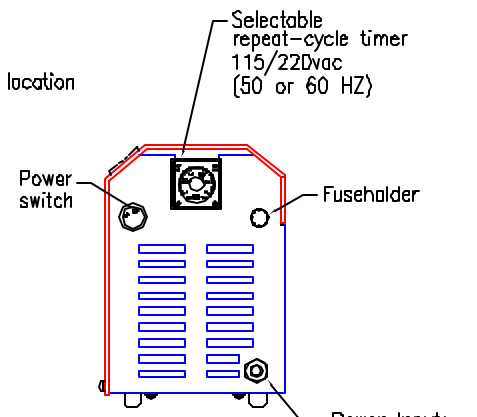 Selectable
repeat-cycle timer
115/220vac
(50 or 60 HZ)
location
Power
switch
Fuseholder